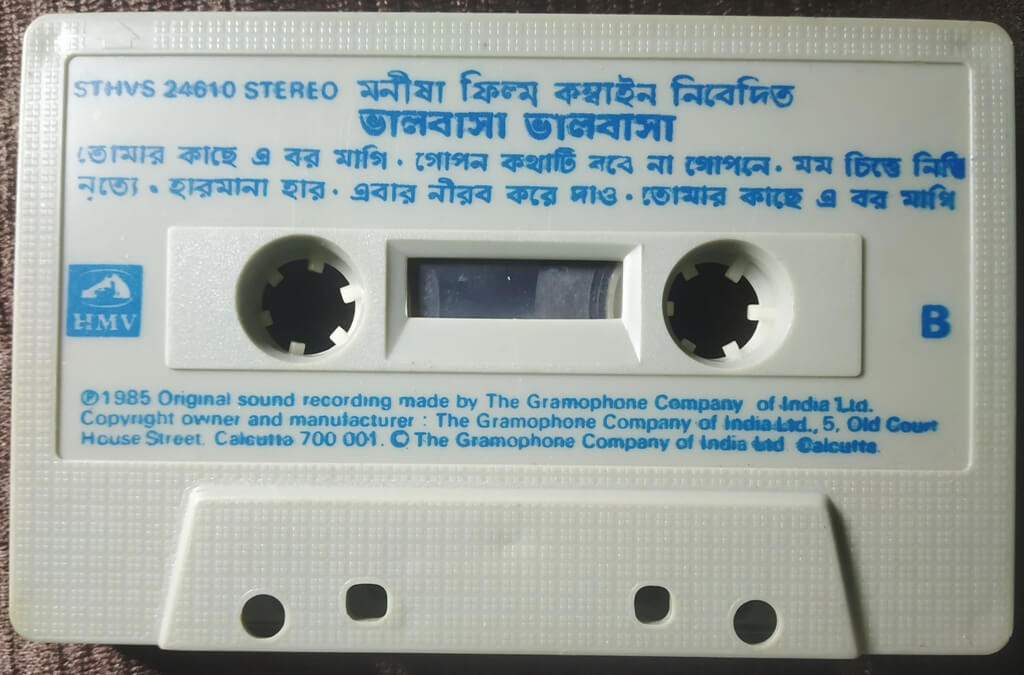 STHVS 24610 STEREO মনীষা ফিল্ম কম্বাইন নিবেদিত
ভালবাসা ভালবাসা
তোমার কাছে এ বর মাগি · গোপন কথাটি রবে না গোপনে · মম চিত্তে নিতি
নৃত্যে · হারমানা হার · এবার নীরব করে দাও · তোমার কাছে এ বর মাগি
HMV
B
℗1985 Original sound recording made by The Gramophone Company of India Ltd.
Copyright owner and manufacturer : The Gramophone Company of India Ltd., 5, Old Court
House Street. Calcutta 700 001. © The Gramophone Company of India Ltd Calcutta.